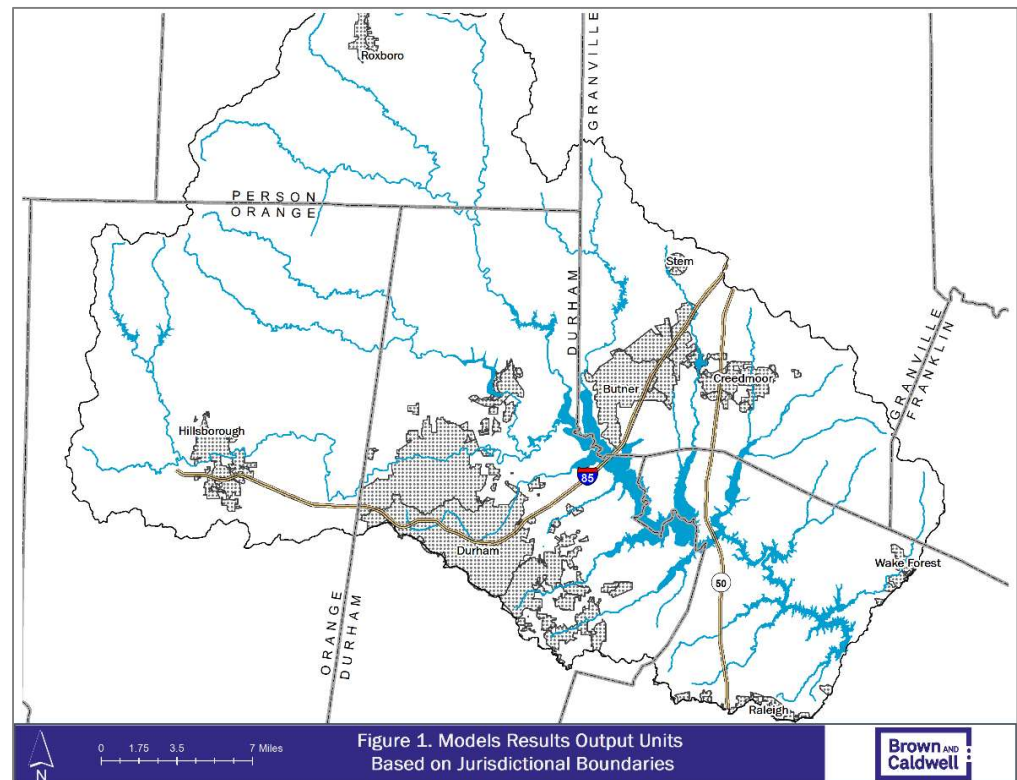 Roxboro
GRANVILLE
PERSON
ORANGE
DURHAM
Stem
GRANVILLE
FRANKLIN
Butner
Creedmoor
Hillsborough
85
Durham
Wake Forest
50
ORANGE
DURHAM
Raleigh
N
0 1.75 3.5 7 Miles
Figure 1. Models Results Output Units
Based on Jurisdictional Boundaries
Brown AND
Caldwell